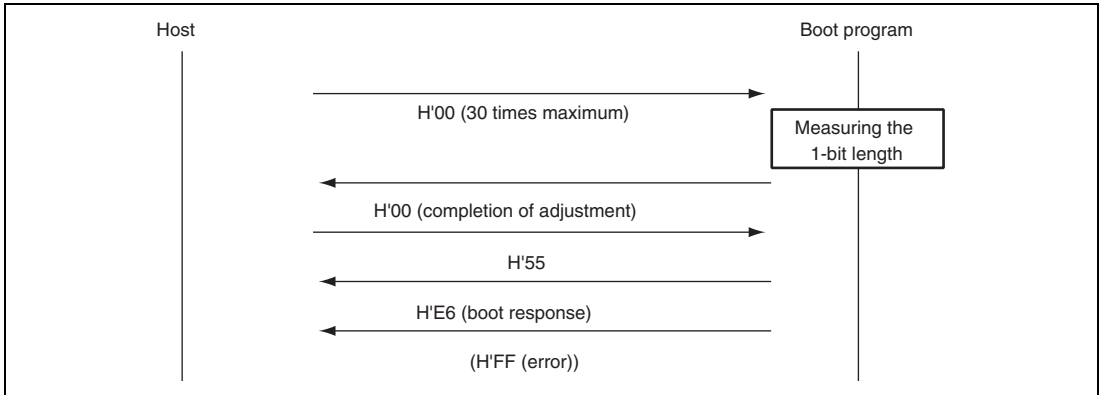 Host
Boot program
H'00 (30 times maximum)
Measuring the
1-bit length
H'00 (completion of adjustment)
H'55
H'E6 (boot response)
(H'FF (error))